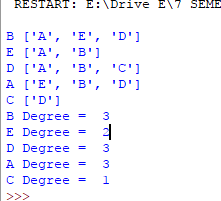 RESTART: E:\Drive E\7 SEME
B ['A', 'E', 'D']
E ['A', 'B']
D ['A', 'B', 'C']
A ['E', 'B', 'D']
C ['D']
B Degree =  3
E Degree =  2
D Degree =  3
A Degree =  3
C Degree =  1
>>>